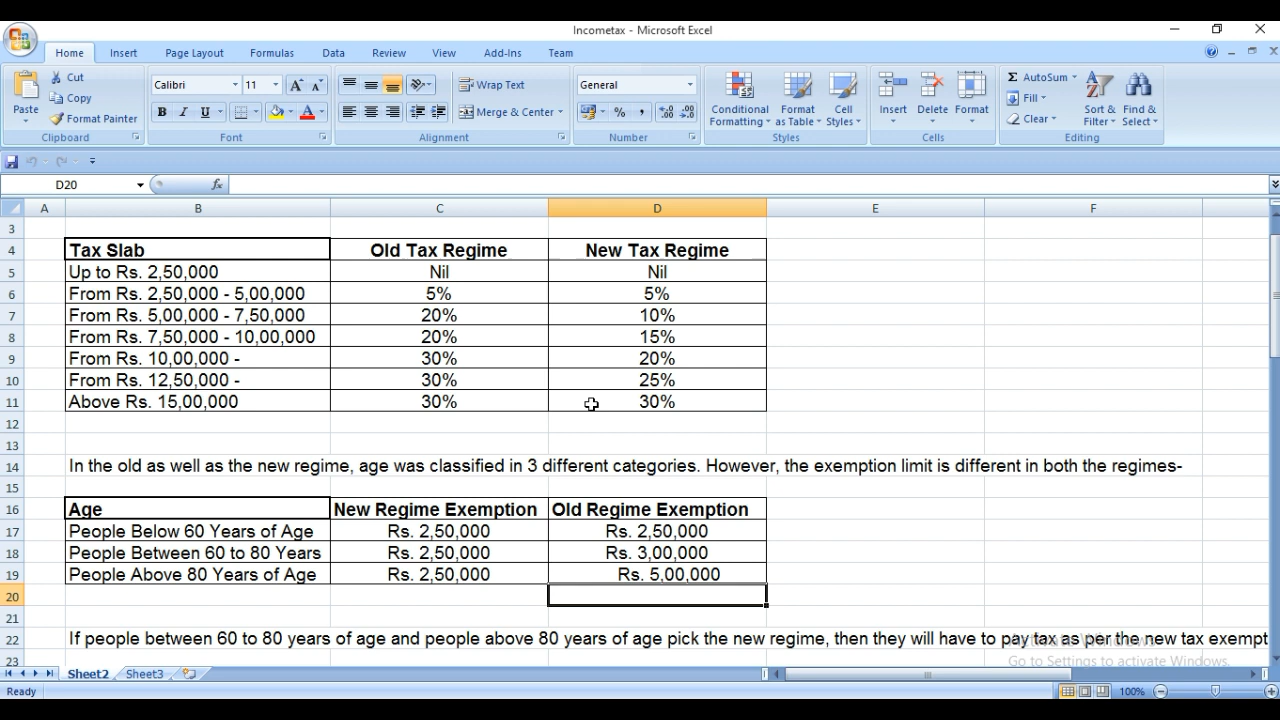 Incometax - Microsoft Excel
Home Insert Page Layout Formulas Data Review View Add-Ins Team
Cut Calibri 11 Wrap Text General Σ AutoSum
Copy Fill
Paste Format Painter B I U Merge & Center % , Conditional Formatting Format as Table Cell Styles Insert Delete Format Clear Sort & Filter Find & Select
Clipboard Font Alignment Number Styles Cells Editing
D20 fx
A B C D E F
3
4 Tax Slab Old Tax Regime New Tax Regime
5 Up to Rs. 2,50,000 Nil Nil
6 From Rs. 2,50,000 - 5,00,000 5% 5%
7 From Rs. 5,00,000 - 7,50,000 20% 10%
8 From Rs. 7,50,000 - 10,00,000 20% 15%
9 From Rs. 10,00,000 - 30% 20%
10 From Rs. 12,50,000 - 30% 25%
11 Above Rs. 15,00,000 30% 30%
12
13
14 In the old as well as the new regime, age was classified in 3 different categories. However, the exemption limit is different in both the regimes-
15
16 Age New Regime Exemption Old Regime Exemption
17 People Below 60 Years of Age Rs. 2,50,000 Rs. 2,50,000
18 People Between 60 to 80 Years Rs. 2,50,000 Rs. 3,00,000
19 People Above 80 Years of Age Rs. 2,50,000 Rs. 5,00,000
20
21
22 If people between 60 to 80 years of age and people above 80 years of age pick the new regime, then they will have to pay tax as per the new tax exempt
Activate Windows
23
Go to Settings to activate Windows.
Sheet2 Sheet3
Ready 100%